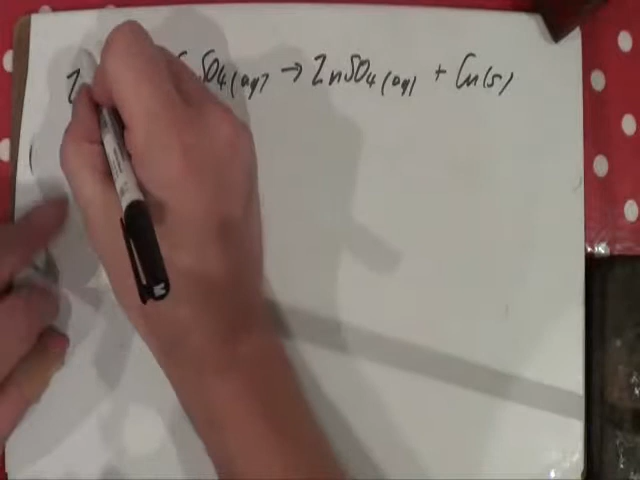 SO4(aq) → ZnSO4(aq) + Cu(s)